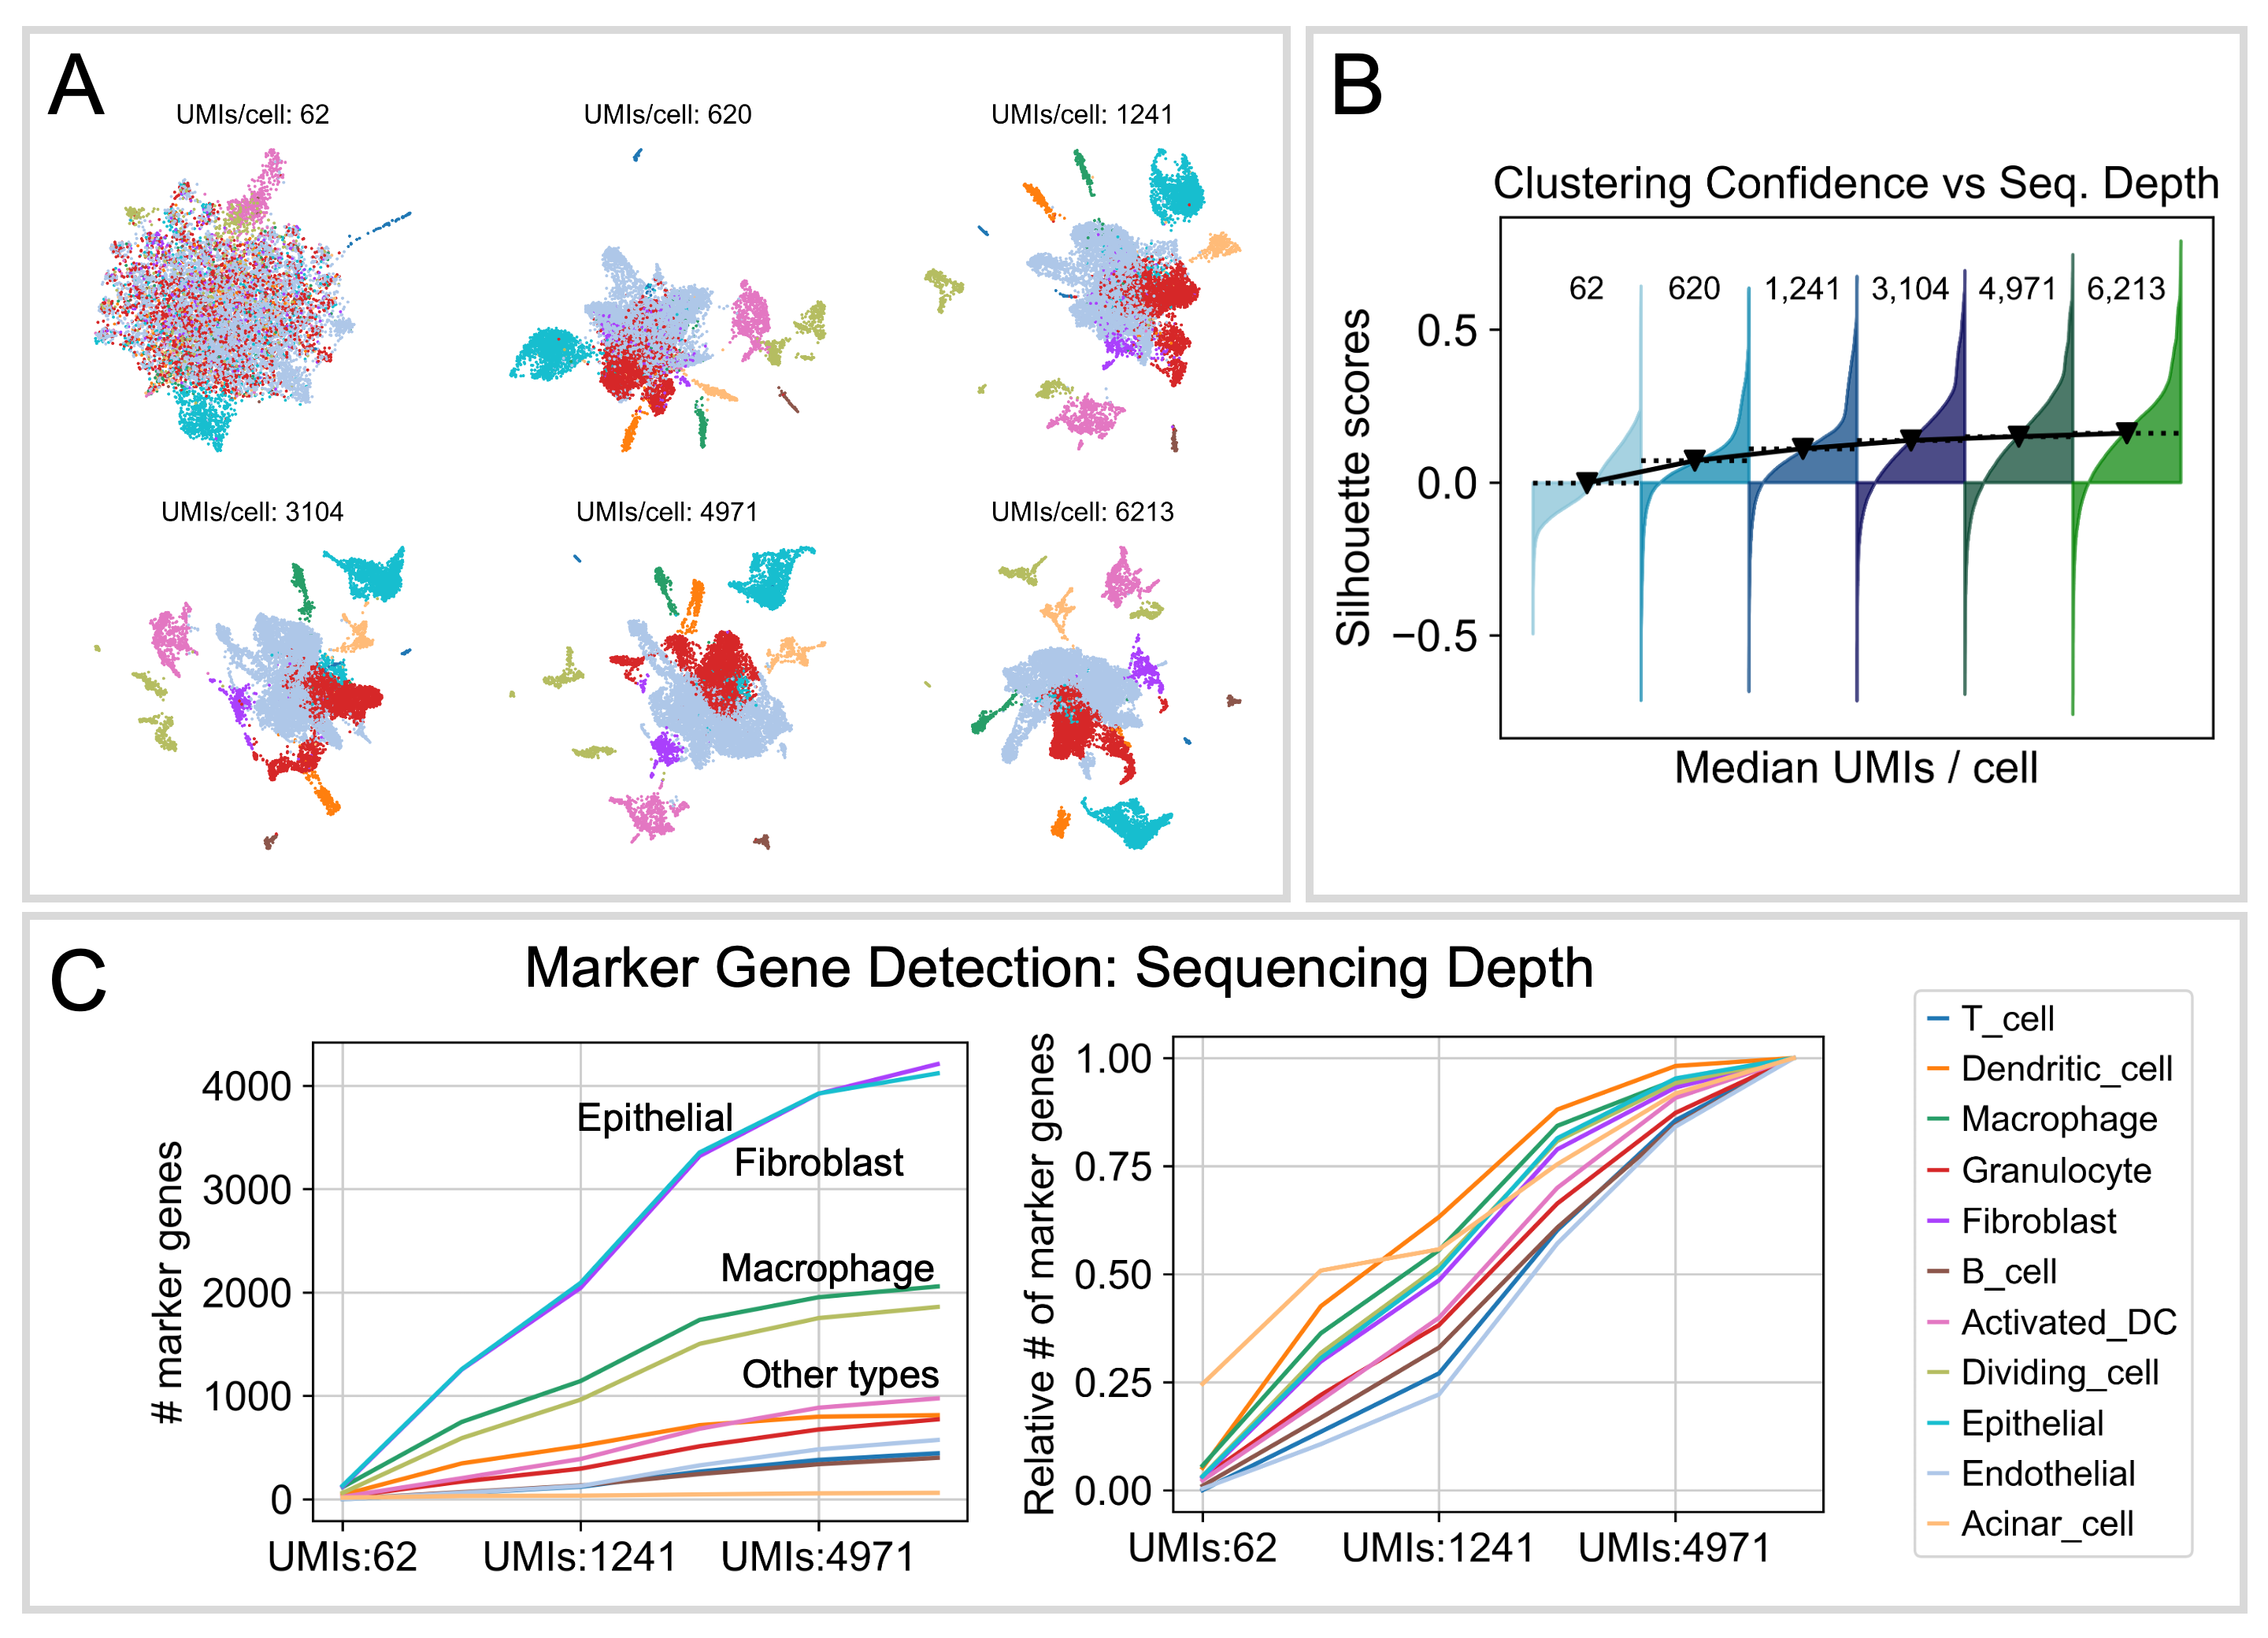 A
UMIs/cell: 62
UMIs/cell: 620
UMIs/cell: 1241
UMIs/cell: 3104
UMIs/cell: 4971
UMIs/cell: 6213
B
Clustering Confidence vs Seq. Depth
Silhouette scores
0.5
0.0
−0.5
62
620
1,241
3,104
4,971
6,213
Median UMIs / cell
C
Marker Gene Detection: Sequencing Depth
# marker genes
4000
3000
2000
1000
0
Epithelial
Fibroblast
Macrophage
Other types
UMIs:62
UMIs:1241
UMIs:4971
Relative # of marker genes
1.00
0.75
0.50
0.25
0.00
UMIs:62
UMIs:1241
UMIs:4971
T_cell
Dendritic_cell
Macrophage
Granulocyte
Fibroblast
B_cell
Activated_DC
Dividing_cell
Epithelial
Endothelial
Acinar_cell